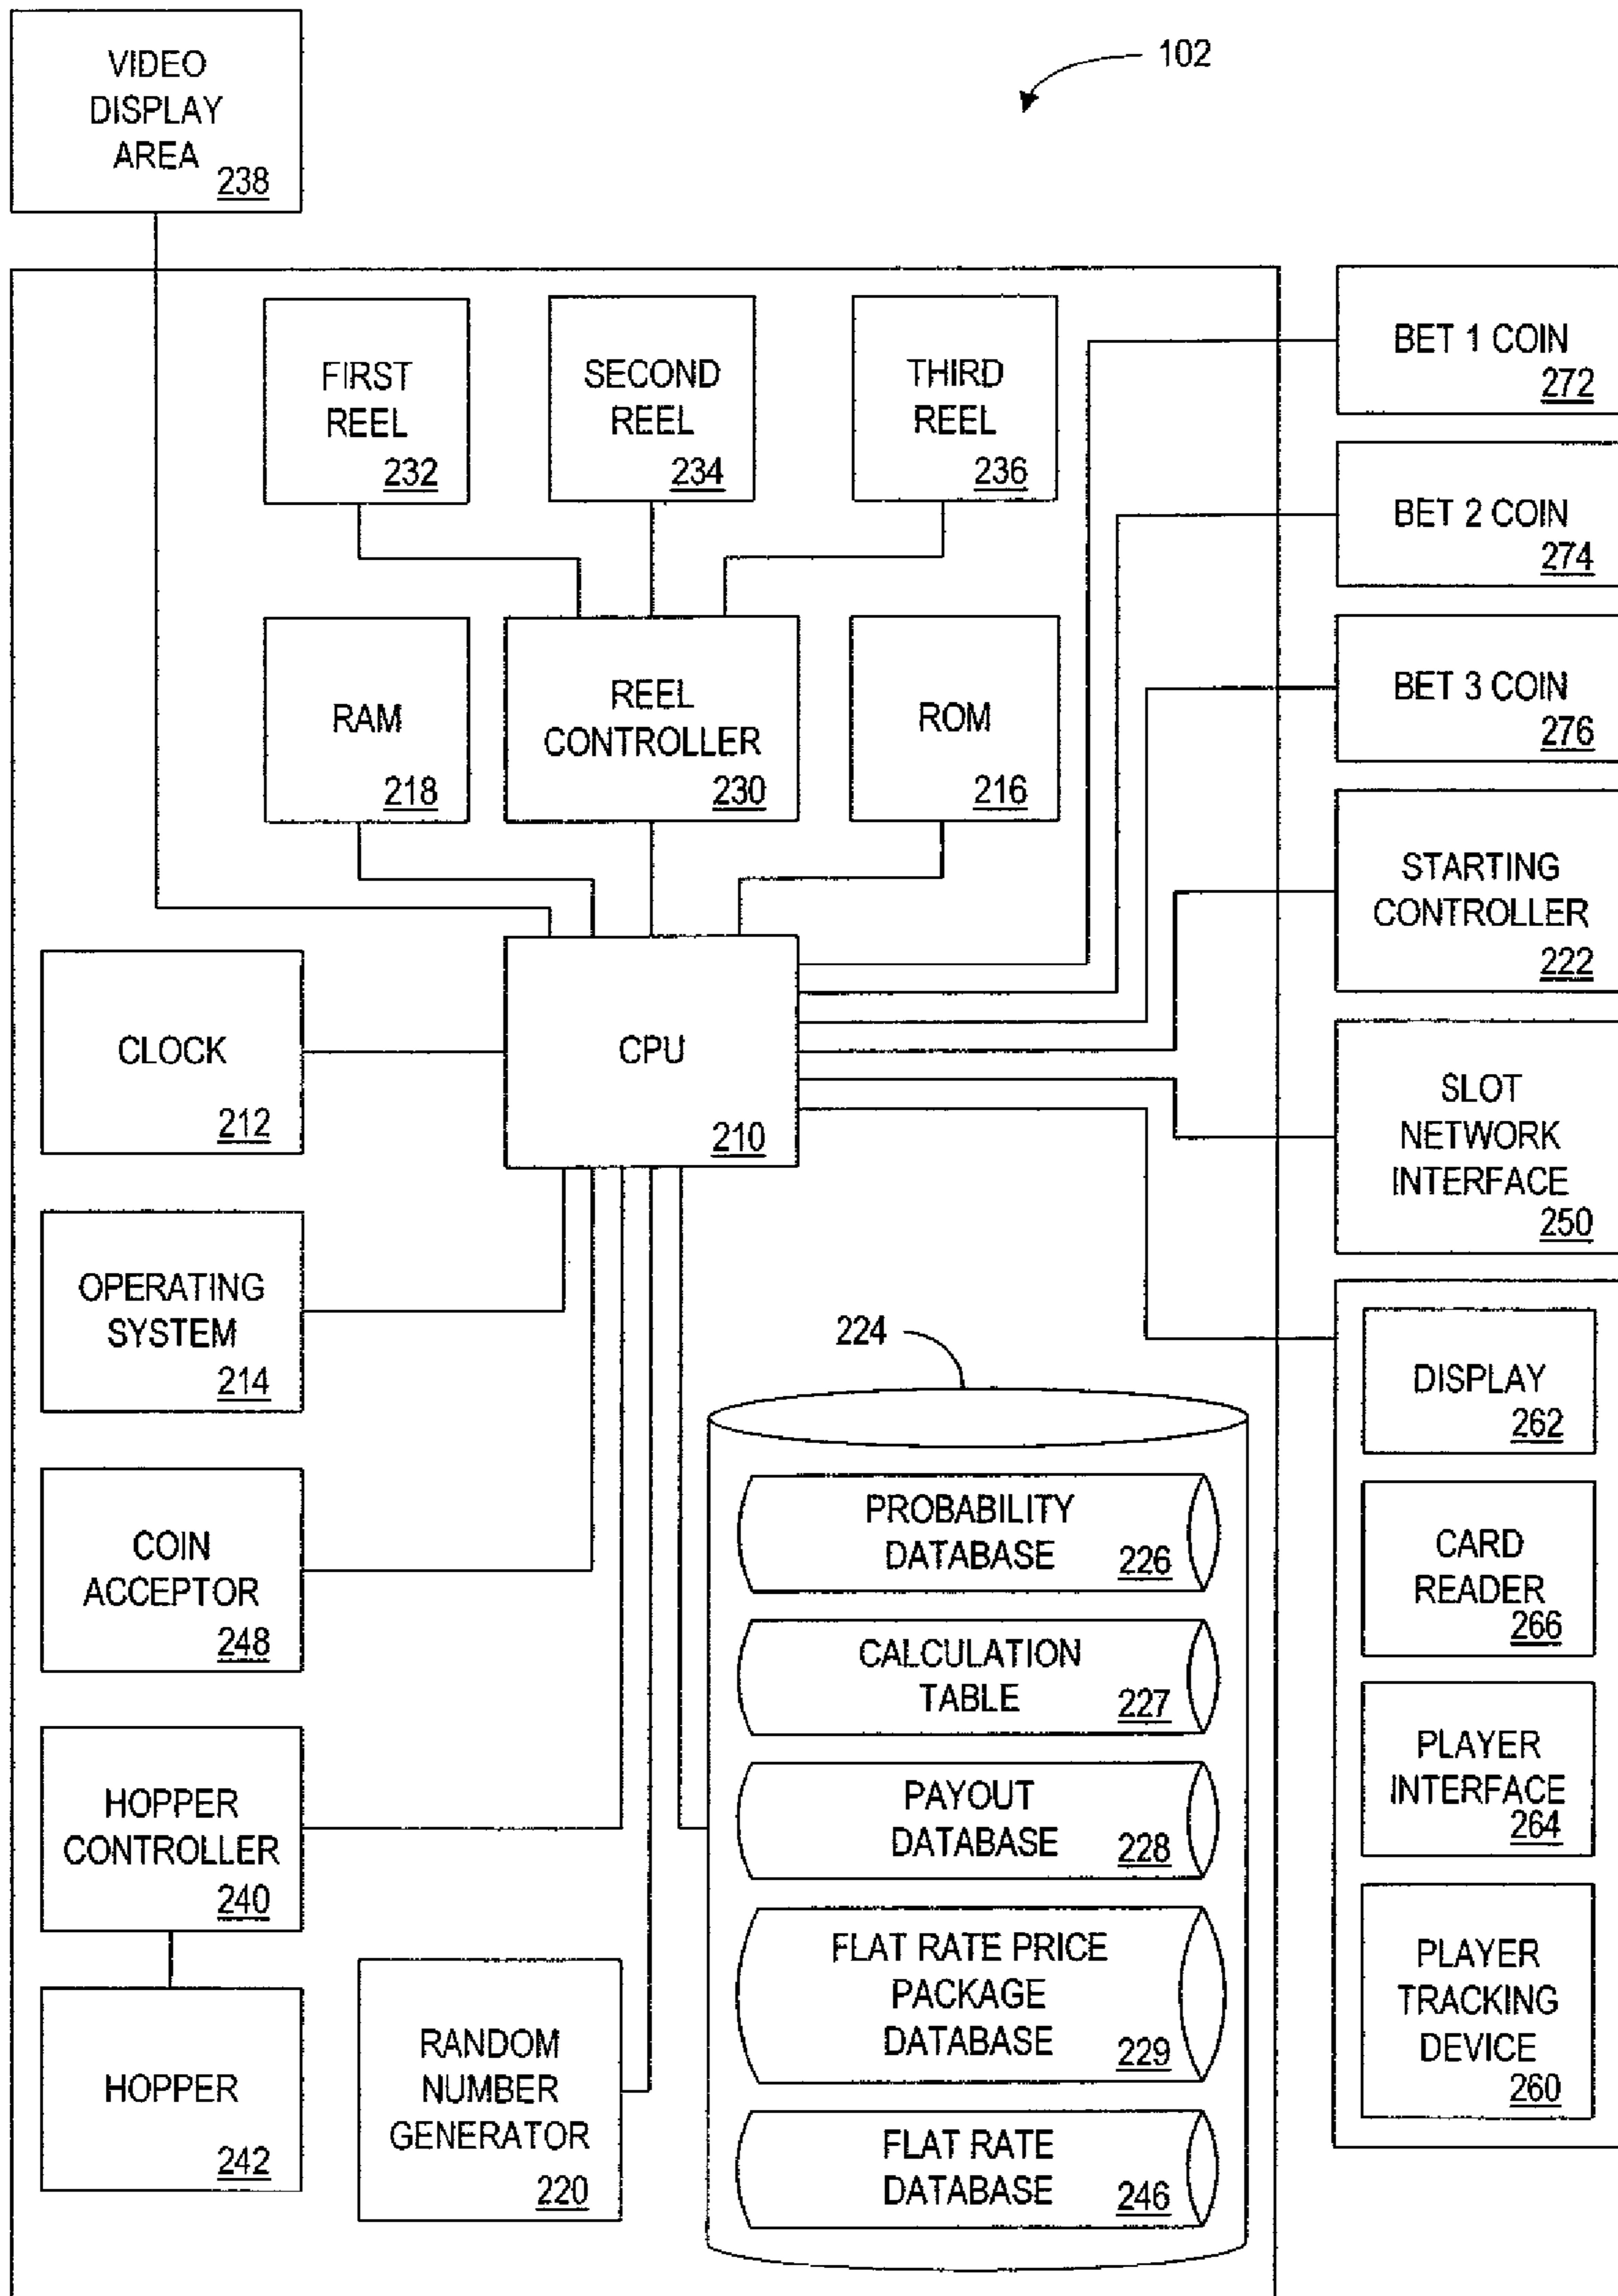 VIDEO
DISPLAY
AREA
238
102
FIRST
REEL
232
SECOND
REEL
234
THIRD
REEL
236
BET 1 COIN
272
BET 2 COIN
274
BET 3 COIN
276
RAM
218
REEL
CONTROLLER
230
ROM
216
STARTING
CONTROLLER
222
CLOCK
212
CPU
210
SLOT
NETWORK
INTERFACE
250
OPERATING
SYSTEM
214
COIN
ACCEPTOR
248
HOPPER
CONTROLLER
240
HOPPER
242
RANDOM
NUMBER
GENERATOR
220
224
PROBABILITY
DATABASE
226
CALCULATION
TABLE
227
PAYOUT
DATABASE
228
FLAT RATE PRICE
PACKAGE
DATABASE
229
FLAT RATE
DATABASE
246
DISPLAY
262
CARD
READER
266
PLAYER
INTERFACE
264
PLAYER
TRACKING
DEVICE
260